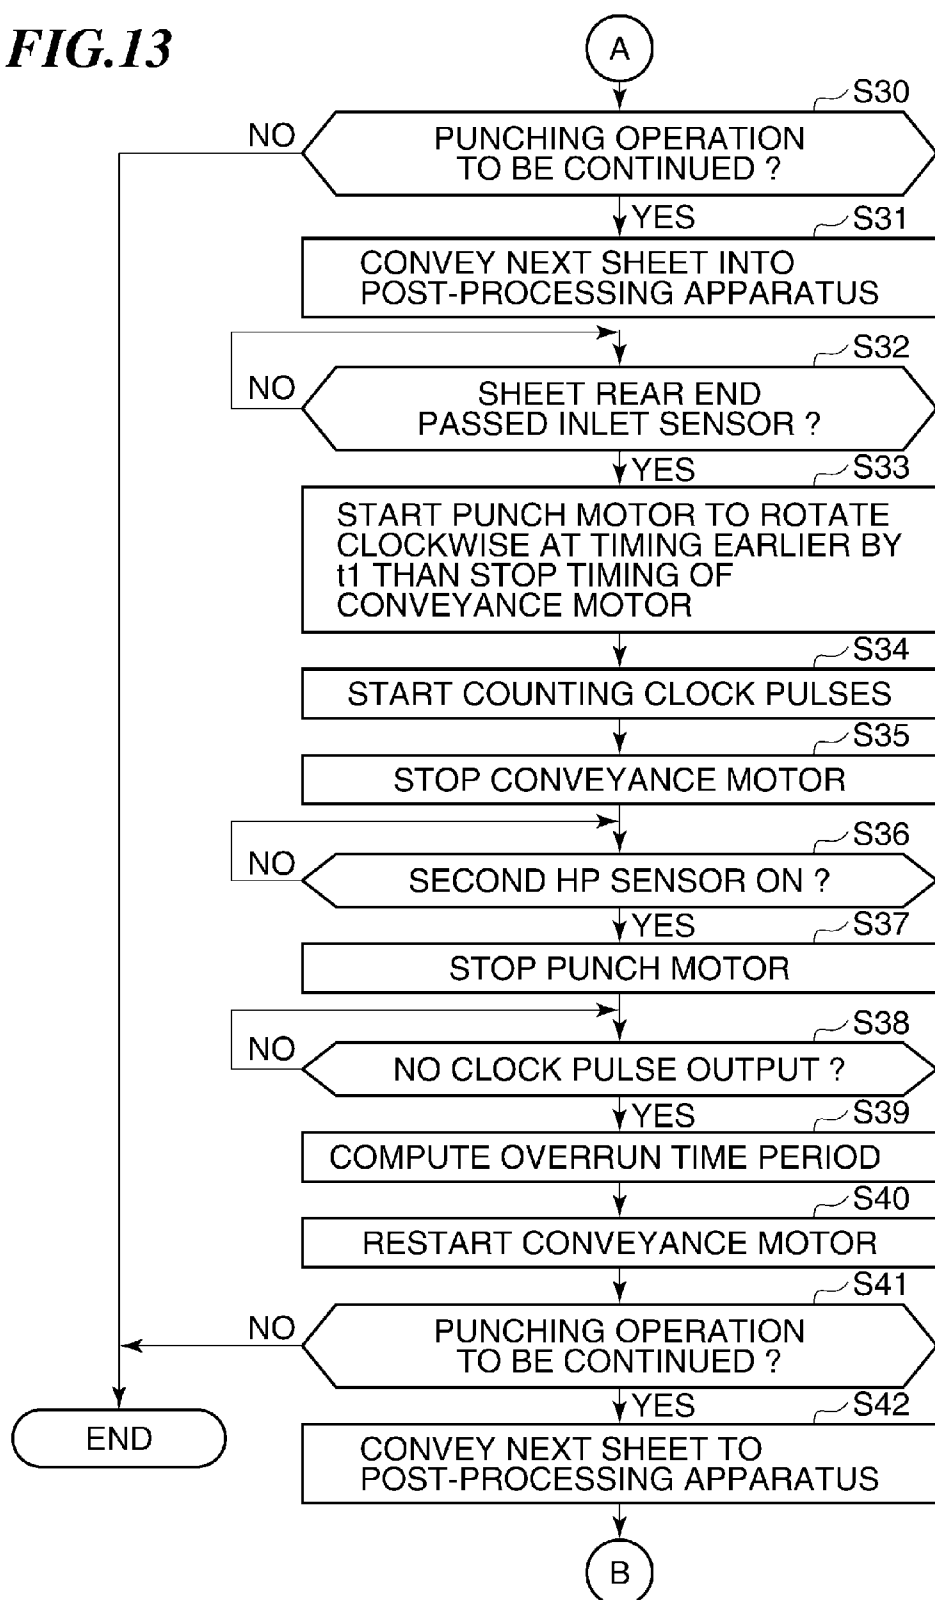 FIG.13
A
S30
NO
PUNCHING OPERATION
TO BE CONTINUED ?
YES
S31
CONVEY NEXT SHEET INTO
POST-PROCESSING APPARATUS
S32
NO
SHEET REAR END
PASSED INLET SENSOR ?
YES
S33
START PUNCH MOTOR TO ROTATE
CLOCKWISE AT TIMING EARLIER BY
t1 THAN STOP TIMING OF
CONVEYANCE MOTOR
S34
START COUNTING CLOCK PULSES
S35
STOP CONVEYANCE MOTOR
S36
NO
SECOND HP SENSOR ON ?
YES
S37
STOP PUNCH MOTOR
S38
NO
NO CLOCK PULSE OUTPUT ?
YES
S39
COMPUTE OVERRUN TIME PERIOD
S40
RESTART CONVEYANCE MOTOR
S41
NO
PUNCHING OPERATION
TO BE CONTINUED ?
YES
S42
END
CONVEY NEXT SHEET TO
POST-PROCESSING APPARATUS
B